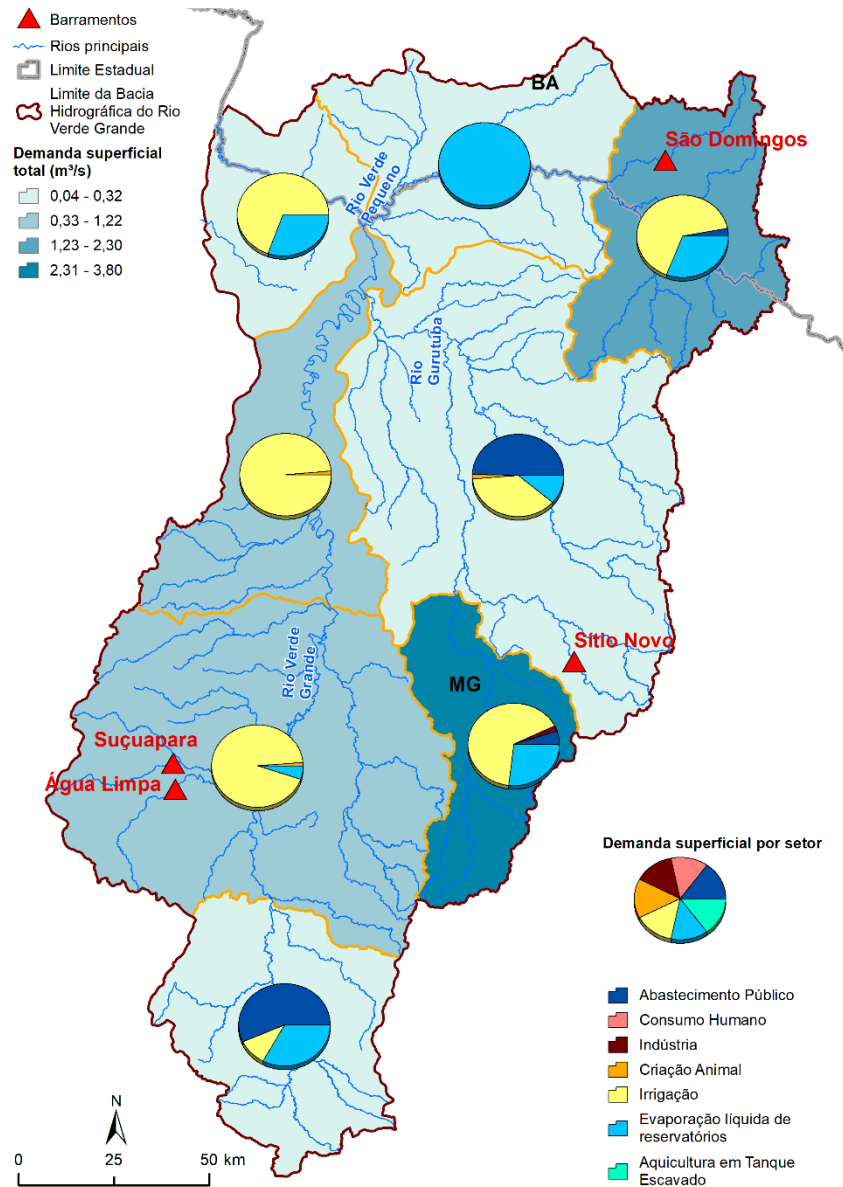 Barramentos
Rios principais
Limite Estadual
Limite da Bacia
Hidrográfica do Rio
Verde Grande
Demanda superficial
total (m³/s)
0,04 - 0,32
0,33 - 1,22
1,23 - 2,30
2,31 - 3,80
BA
São Domingos
Rio Verde
Pequeno
Rio
Gurutuba
Sítio Novo
MG
Rio Verde
Grande
Suçuapara
Água Limpa
Demanda superficial por setor
Abastecimento Público
Consumo Humano
Indústria
Criação Animal
Irrigação
Evaporação líquida de
reservatórios
Aquicultura em Tanque
Escavado
N
0 25 50 km